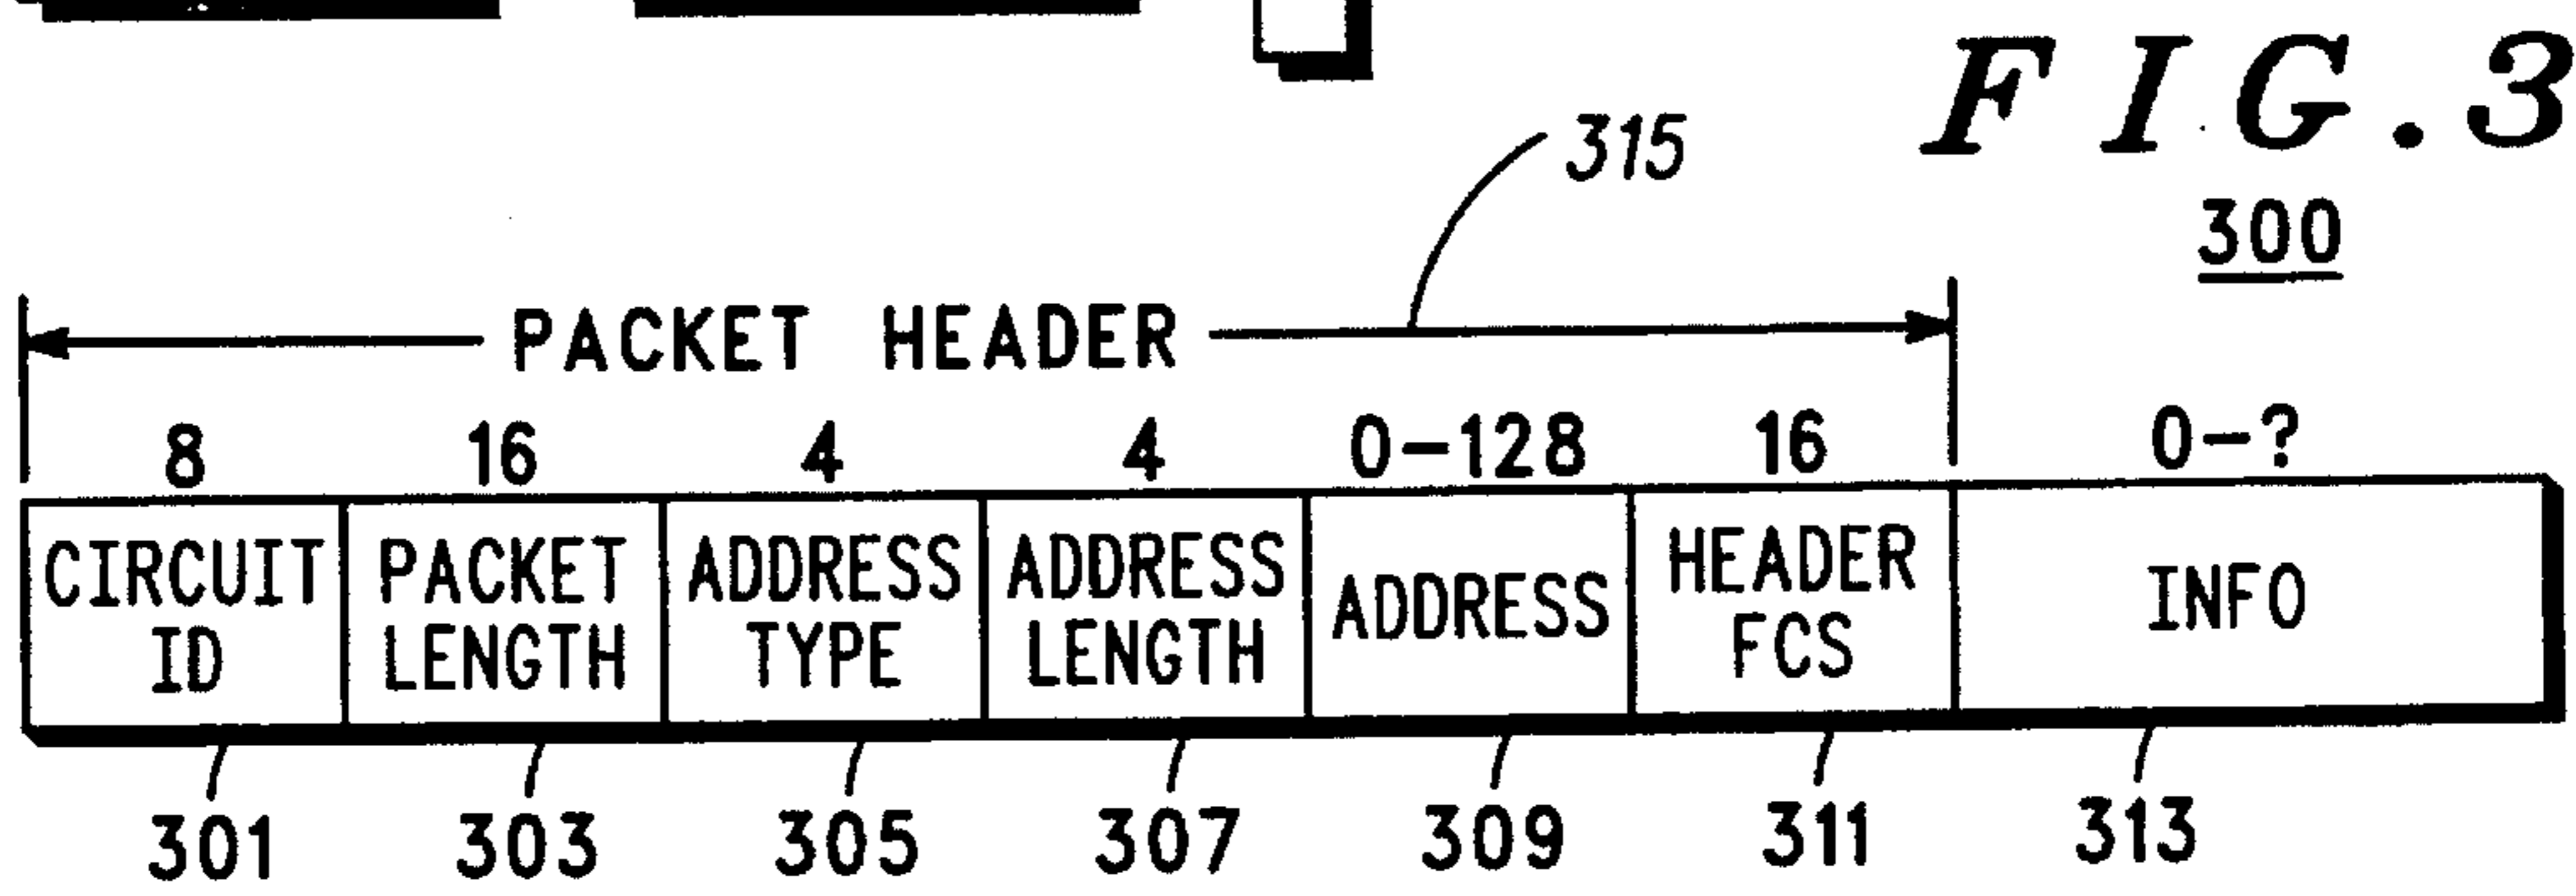 FIG.3
315
300
PACKET HEADER
8 16 4 4 0-128 16 0-?
CIRCUIT ID
PACKET LENGTH
ADDRESS TYPE
ADDRESS LENGTH
ADDRESS
HEADER FCS
INFO
301 303 305 307 309 311 313